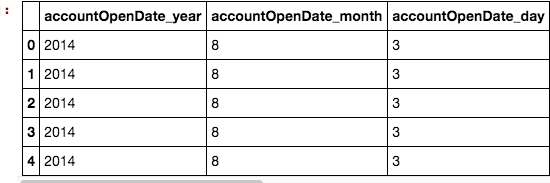 :
accountOpenDate_year accountOpenDate_month accountOpenDate_day
0 2014 8 3
1 2014 8 3
2 2014 8 3
3 2014 8 3
4 2014 8 3